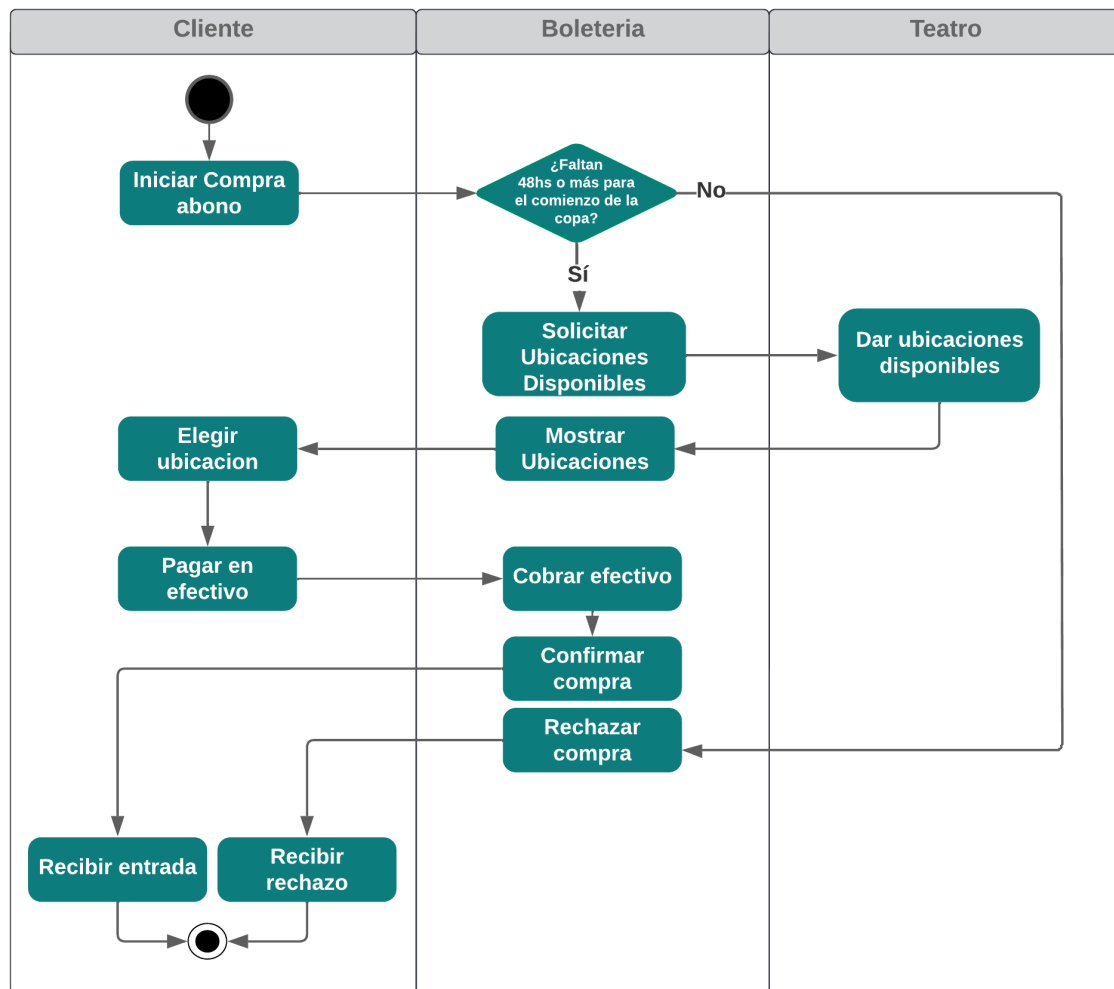 Cliente
Boleteria
Teatro
Iniciar Compra
abono
¿Faltan
48hs o más para
el comienzo de la
copa?
No
Sí
Solicitar
Ubicaciones
Disponibles
Dar ubicaciones
disponibles
Elegir
ubicacion
Mostrar
Ubicaciones
Pagar en
efectivo
Cobrar efectivo
Confirmar
compra
Rechazar
compra
Recibir entrada
Recibir
rechazo